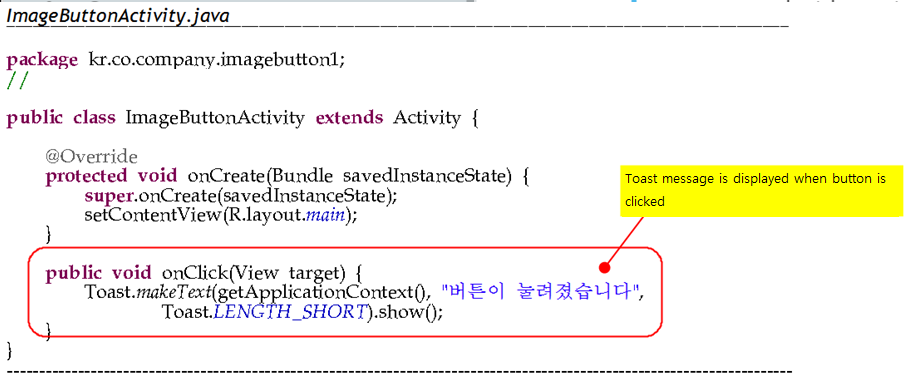 ImageButtonActivity.java
package kr.co.company.imagebutton1;
//
public class ImageButtonActivity extends Activity {
@Override
protected void onCreate(Bundle savedInstanceState) {
super.onCreate(savedInstanceState);
setContentView(R.layout.main);
}
Toast message is displayed when button is
clicked
public void onClick(View target) {
Toast.makeText(getApplicationContext(), "버튼이 눌려졌습니다",
Toast.LENGTH_SHORT).show();
}
}